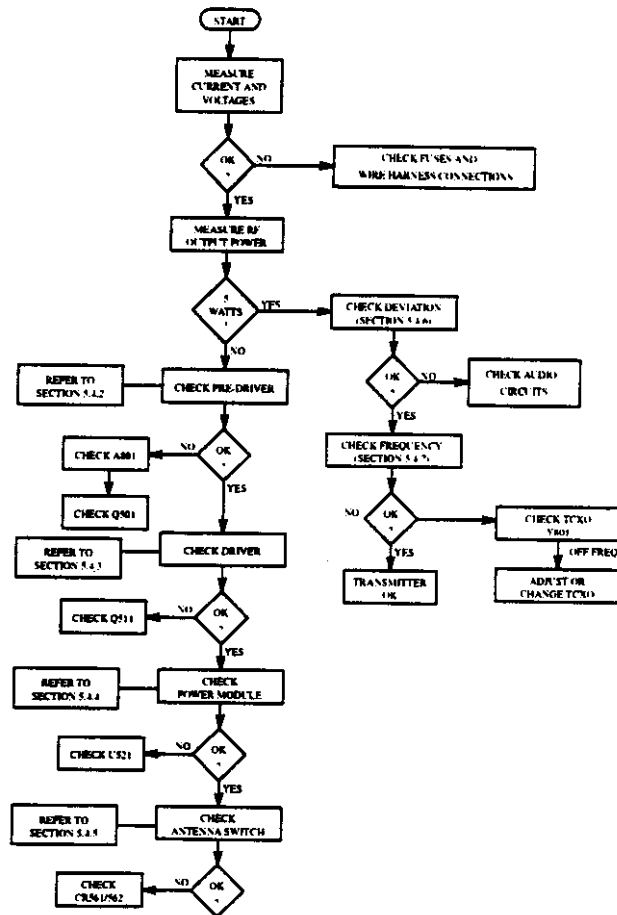 START
MEASURE
CURRENT AND
VOLTAGES
OK
?
NO
CHECK FUSES AND
WIRE HARNESS CONNECTIONS
YES
MEASURE RF
OUTPUT POWER
5
WATTS
?
YES
CHECK DEVIATION
(SECTION 5.4.6)
NO
OK
?
NO
CHECK AUDIO
CIRCUITS
YES
REFER TO
SECTION 5.4.2
CHECK PRE-DRIVER
CHECK FREQUENCY
(SECTION 5.4.7)
CHECK A801
NO
OK
?
YES
CHECK Q501
NO
OK
?
CHECK TCXO
YES
OFF FREQ
REFER TO
SECTION 5.4.3
CHECK DRIVER
TRANSMITTER
OK
ADJUST OR
CHANGE TCXO
CHECK Q511
NO
OK
?
YES
REFER TO
SECTION 5.4.4
CHECK
POWER MODULE
CHECK U521
NO
OK
?
YES
REFER TO
SECTION 5.4.5
CHECK
ANTENNA SWITCH
CHECK
CR561/562
NO
OK
?